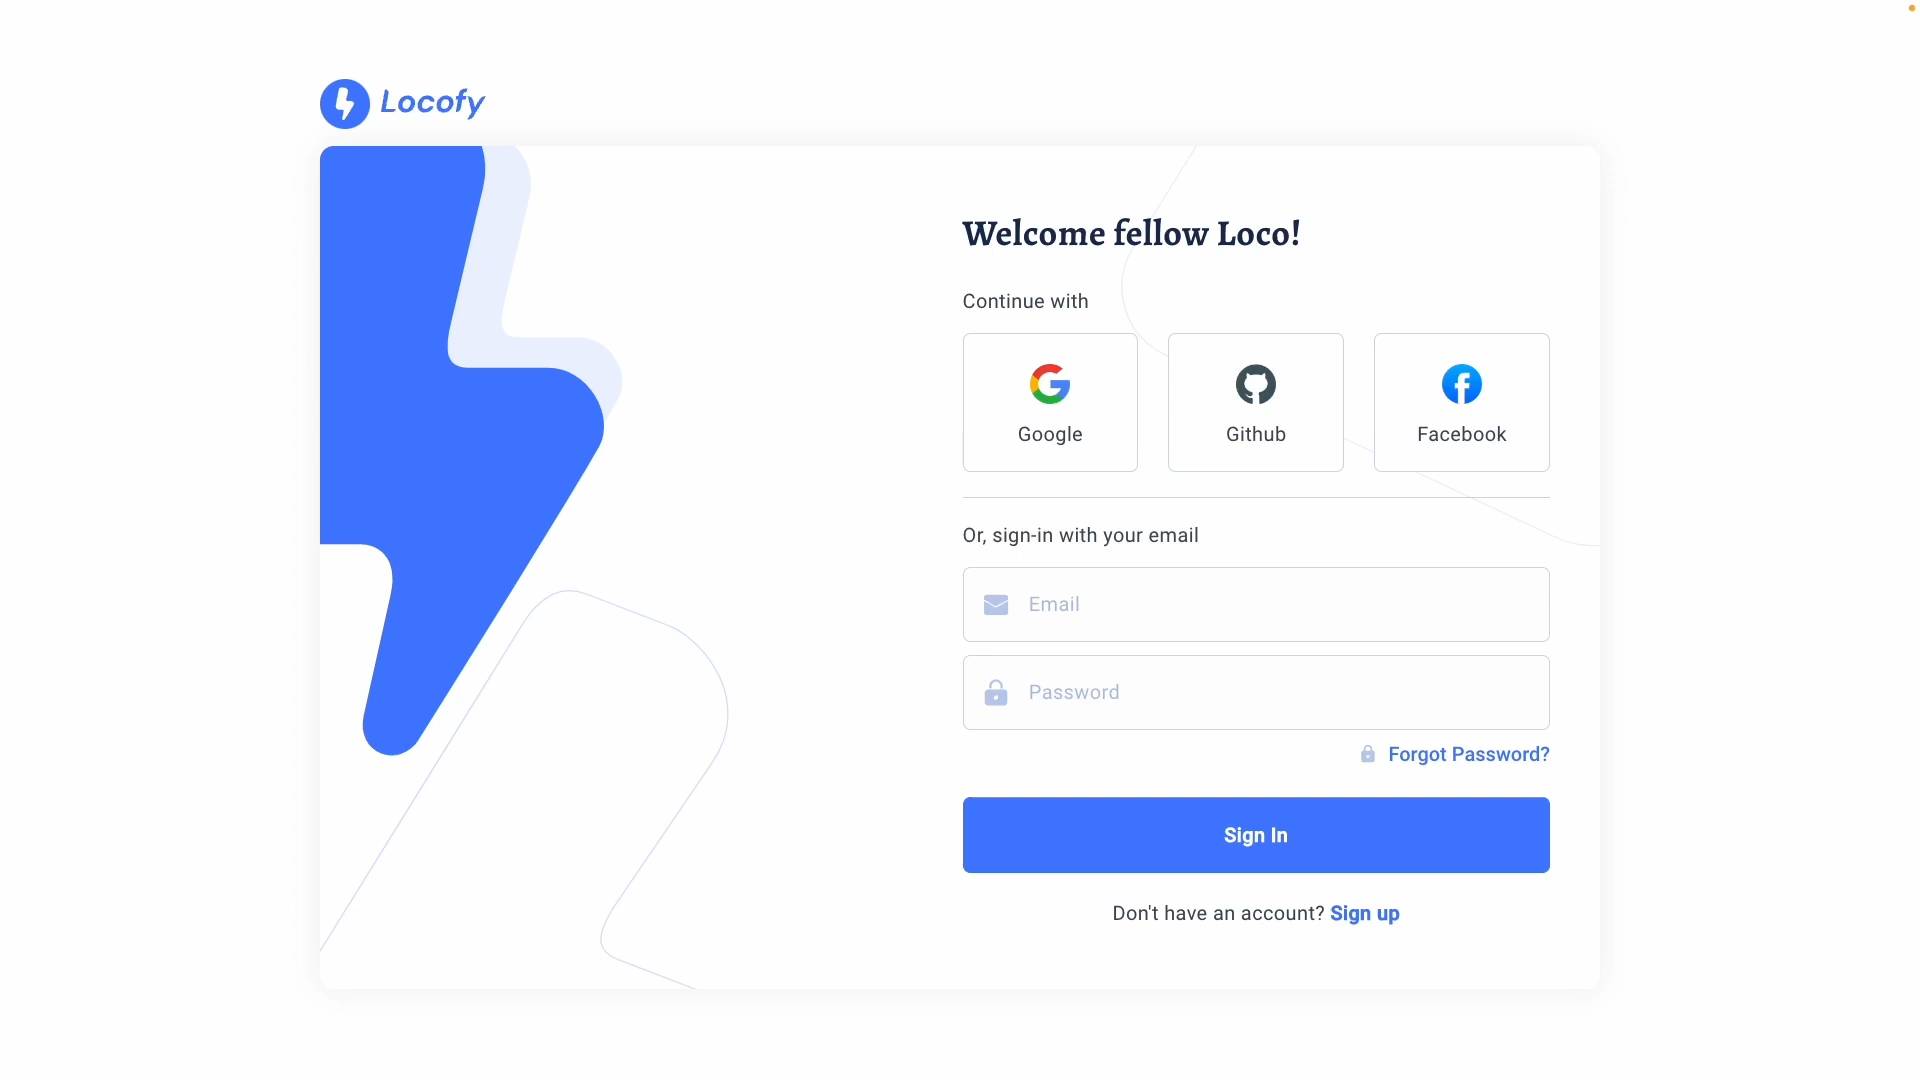 Locofy
Welcome fellow Loco!
Continue with
Google
Github
Facebook
Or, sign-in with your email
Email
Password
Forgot Password?
Sign In
Don't have an account? Sign up